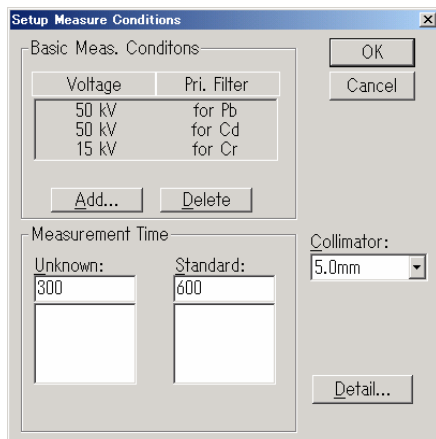 Setup Measure Conditions
Basic Meas. Conditons
OK
Cancel
Voltage Pri. Filter
50 kV for Pb
50 kV for Cd
15 kV for Cr
Add... Delete
Measurement Time
Unknown: Standard:
300 600
Collimator:
5.0mm
Detail...